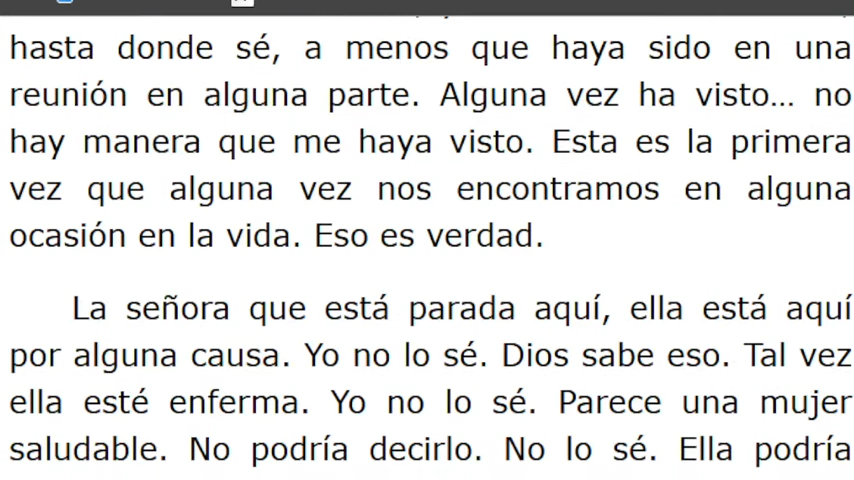 hasta donde sé, a menos que haya sido en una
reunión en alguna parte. Alguna vez ha visto... no
hay manera que me haya visto. Esta es la primera
vez que alguna vez nos encontramos en alguna
ocasión en la vida. Eso es verdad.
La señora que está parada aquí, ella está aquí
por alguna causa. Yo no lo sé. Dios sabe eso. Tal vez
ella esté enferma. Yo no lo sé. Parece una mujer
saludable. No podría decirlo. No lo sé. Ella podría